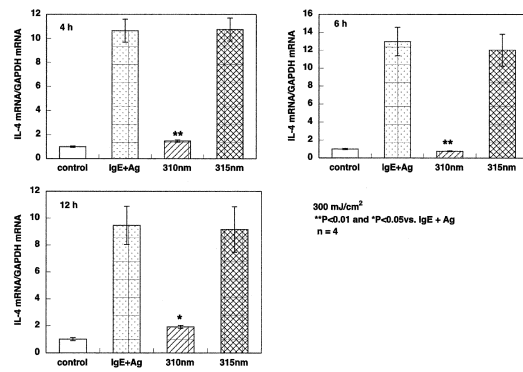 4 h
IL-4 mRNA/GAPDH mRNA
12
10
8
6
4
2
0
**
control
IgE+Ag
310nm
315nm
6 h
IL-4 mRNA/GAPDH mRNA
16
14
12
10
8
6
4
2
0
**
control
IgE+Ag
310nm
315nm
12 h
IL-4 mRNA/GAPDH mRNA
12
10
8
6
4
2
0
*
control
IgE+Ag
310nm
315nm
300 mJ/cm²
**P<0.01 and *P<0.05vs. IgE + Ag
n = 4